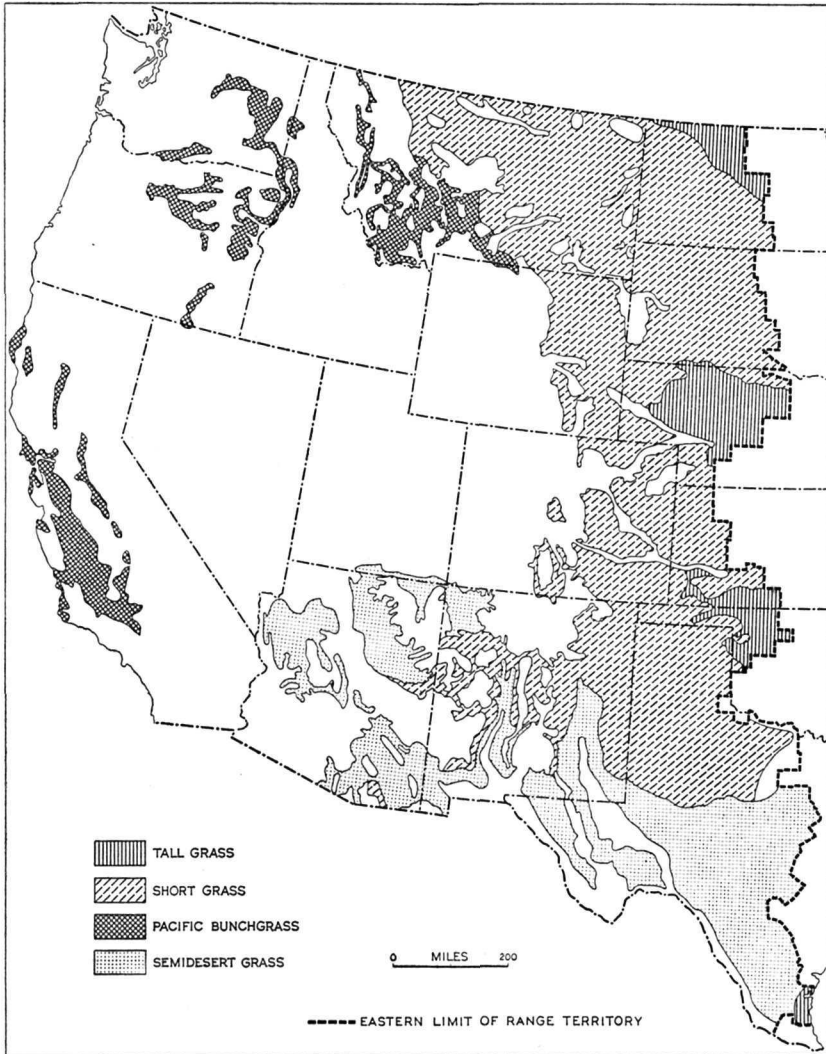 TALL GRASS
SHORT GRASS
PACIFIC BUNCHGRASS
SEMIDESERT GRASS
0 MILES 200
EASTERN LIMIT OF RANGE TERRITORY